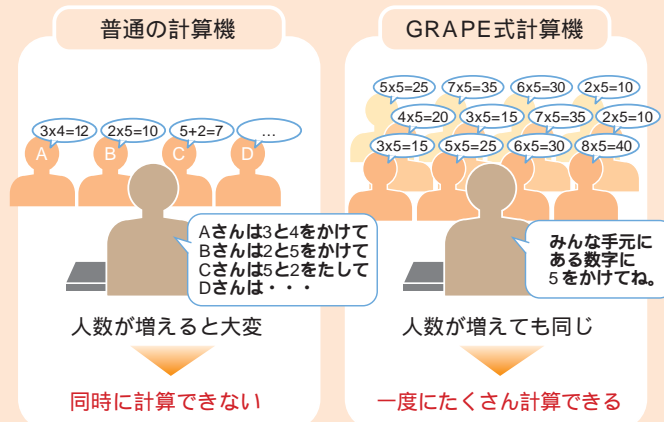 普通の計算機
3x4=12
2x5=10
5+2=7
…
A
B
C
D
Aさんは3と4をかけて
Bさんは2と5をかけて
Cさんは5と2をたして
Dさんは・・・
人数が増えると大変
同時に計算できない
GRAPE式計算機
5x5=25
7x5=35
6x5=30
2x5=10
4x5=20
3x5=15
7x5=35
2x5=10
3x5=15
5x5=25
6x5=30
8x5=40
みんな手元に
ある数字に
5をかけてね。
人数が増えても同じ
一度にたくさん計算できる